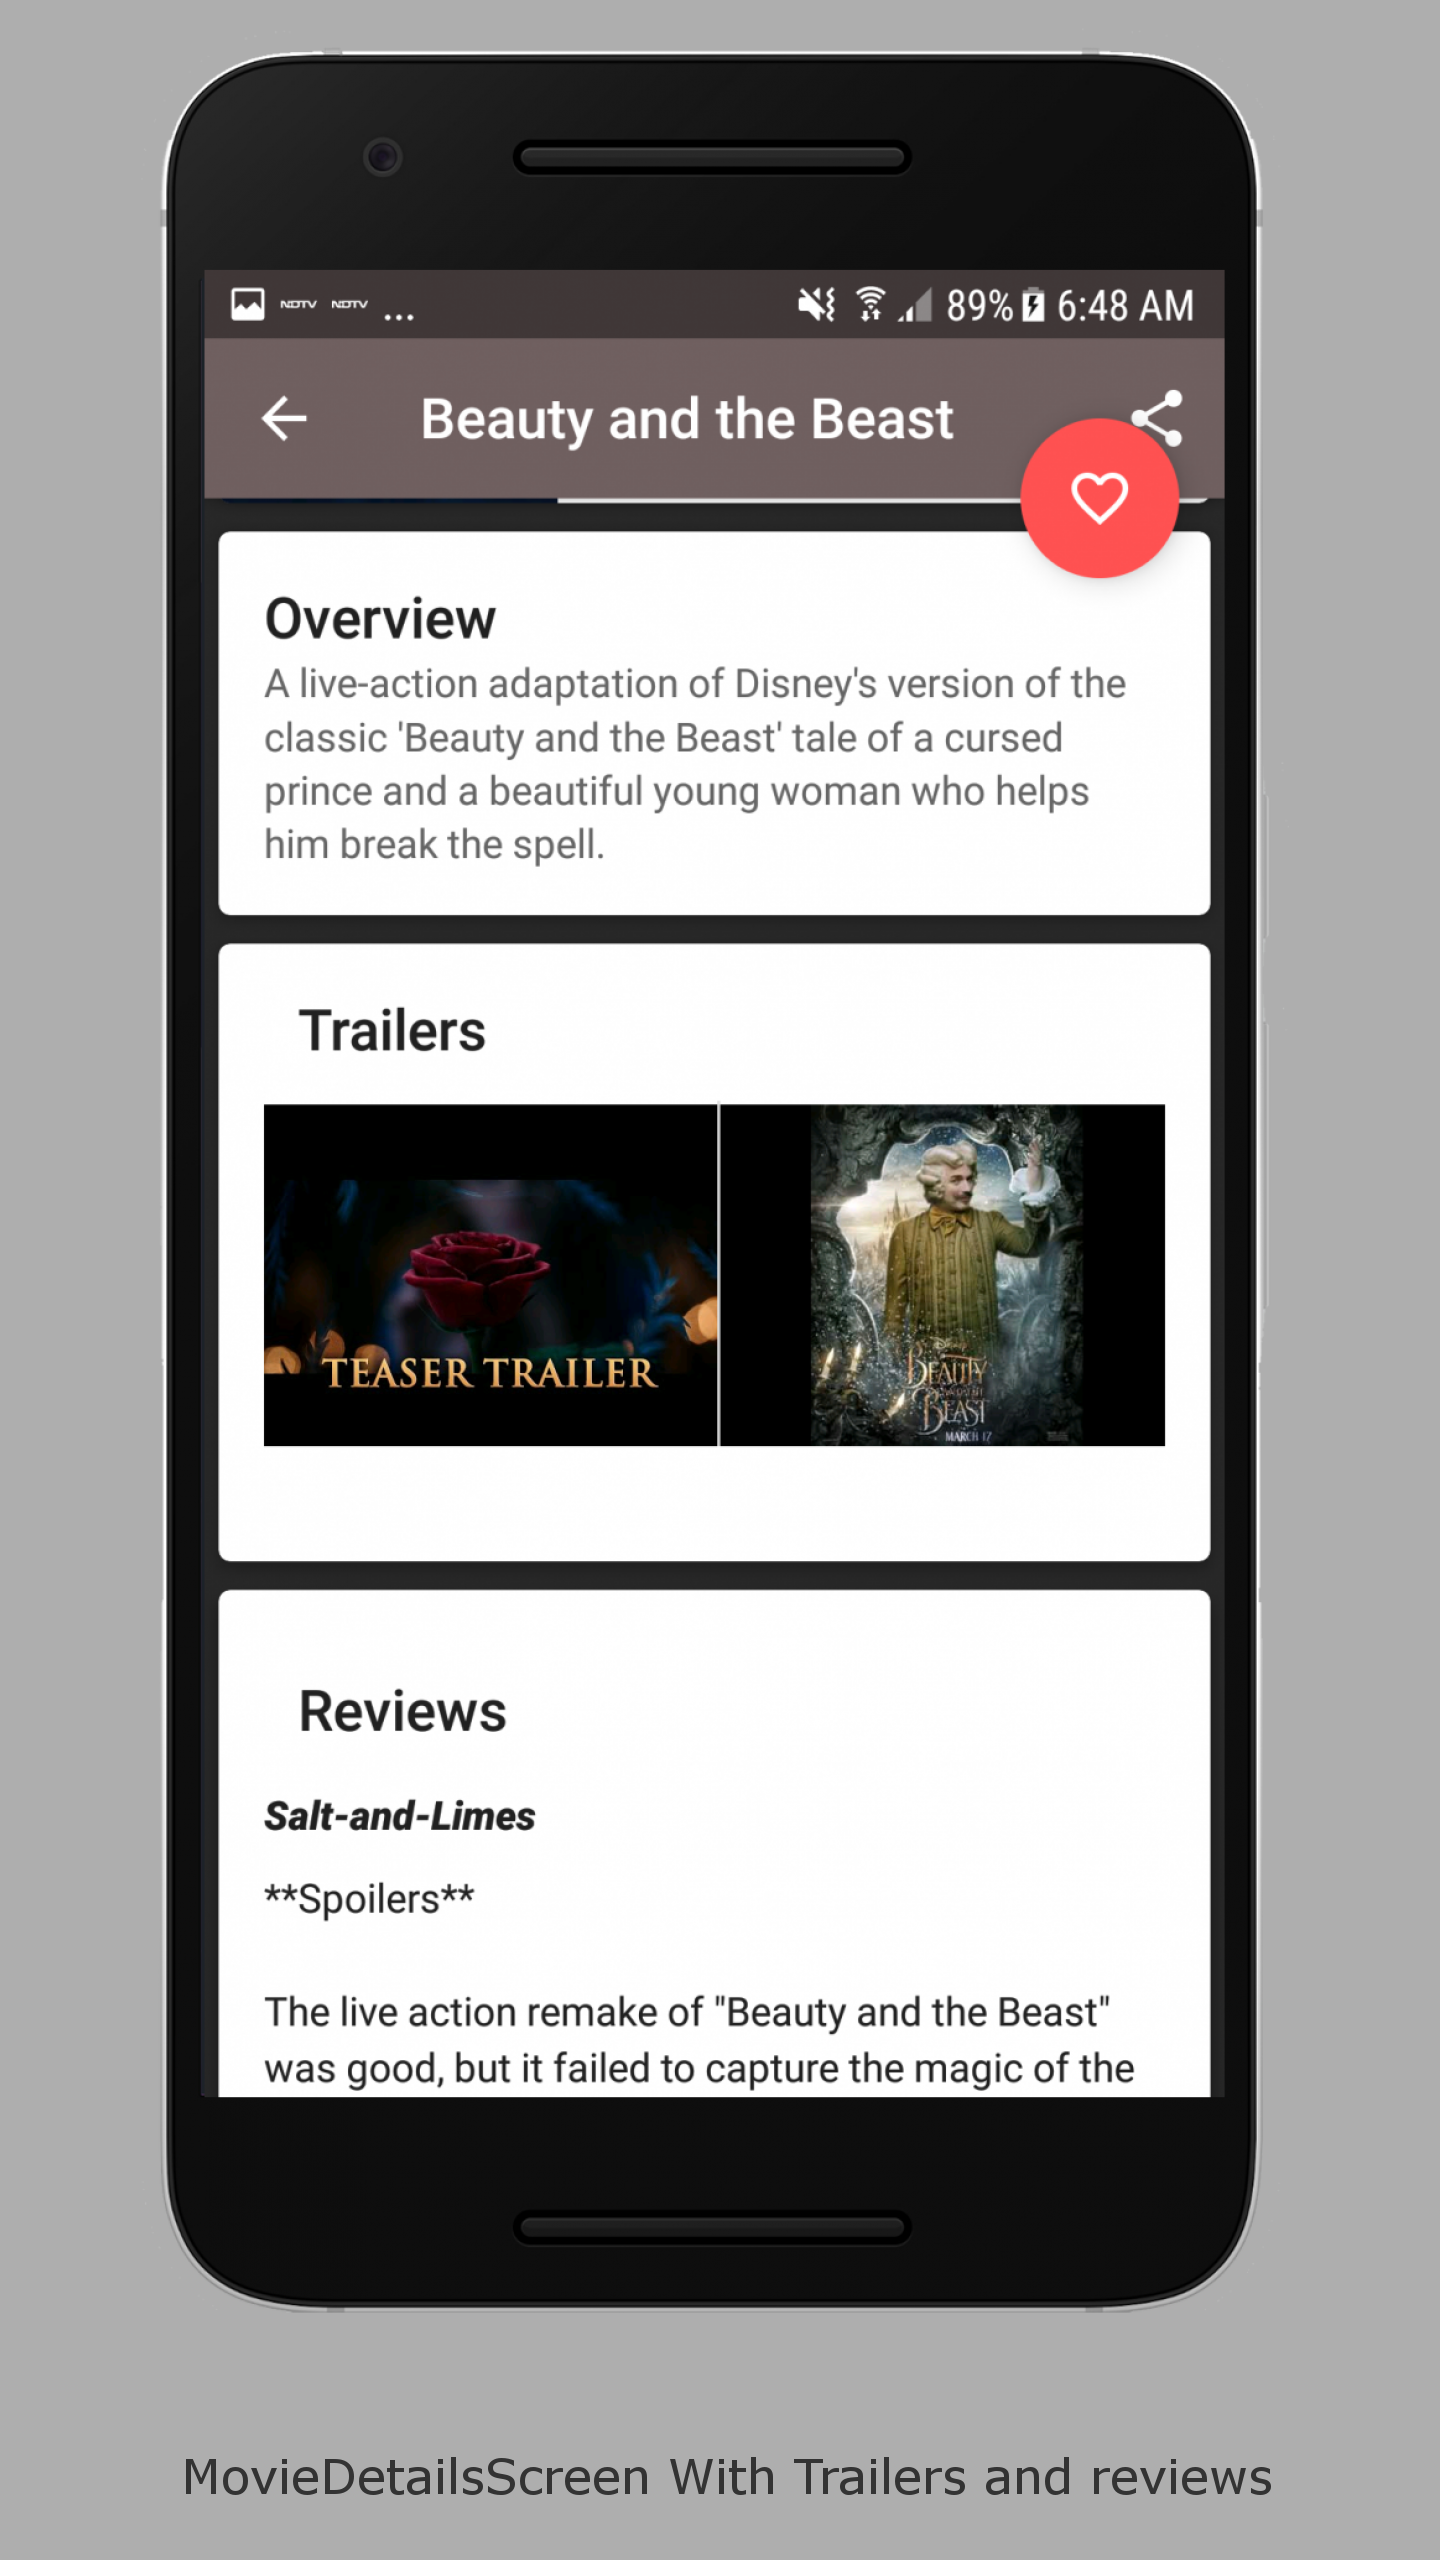 NDTV NDTV ... 89% 6:48 AM
Beauty and the Beast
Overview
A live-action adaptation of Disney's version of the
classic 'Beauty and the Beast' tale of a cursed
prince and a beautiful young woman who helps
him break the spell.
Trailers
TEASER TRAILER
BEAUTY
BEAST
MARCH 17
Reviews
Salt-and-Limes
**Spoilers**
The live action remake of "Beauty and the Beast"
was good, but it failed to capture the magic of the
MovieDetailsScreen With Trailers and reviews